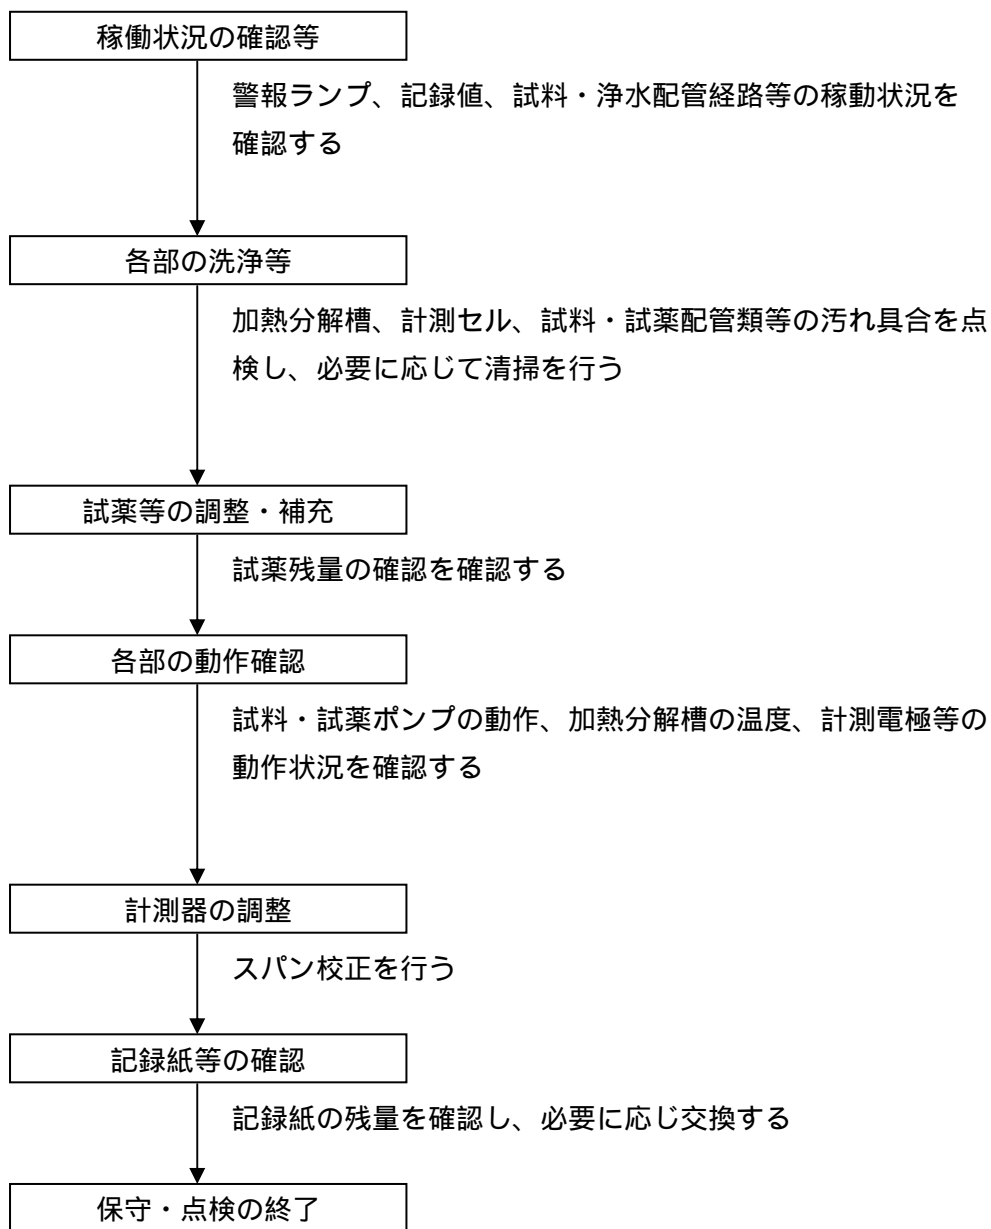 稼働状況の確認等
警報ランプ、記録値、試料・浄水配管経路等の稼動状況を
確認する
各部の洗浄等
加熱分解槽、計測セル、試料・試薬配管類等の汚れ具合を点
検し、必要に応じて清掃を行う
試薬等の調整・補充
試薬残量の確認を確認する
各部の動作確認
試料・試薬ポンプの動作、加熱分解槽の温度、計測電極等の
動作状況を確認する
計測器の調整
スパン校正を行う
記録紙等の確認
記録紙の残量を確認し、必要に応じ交換する
保守・点検の終了